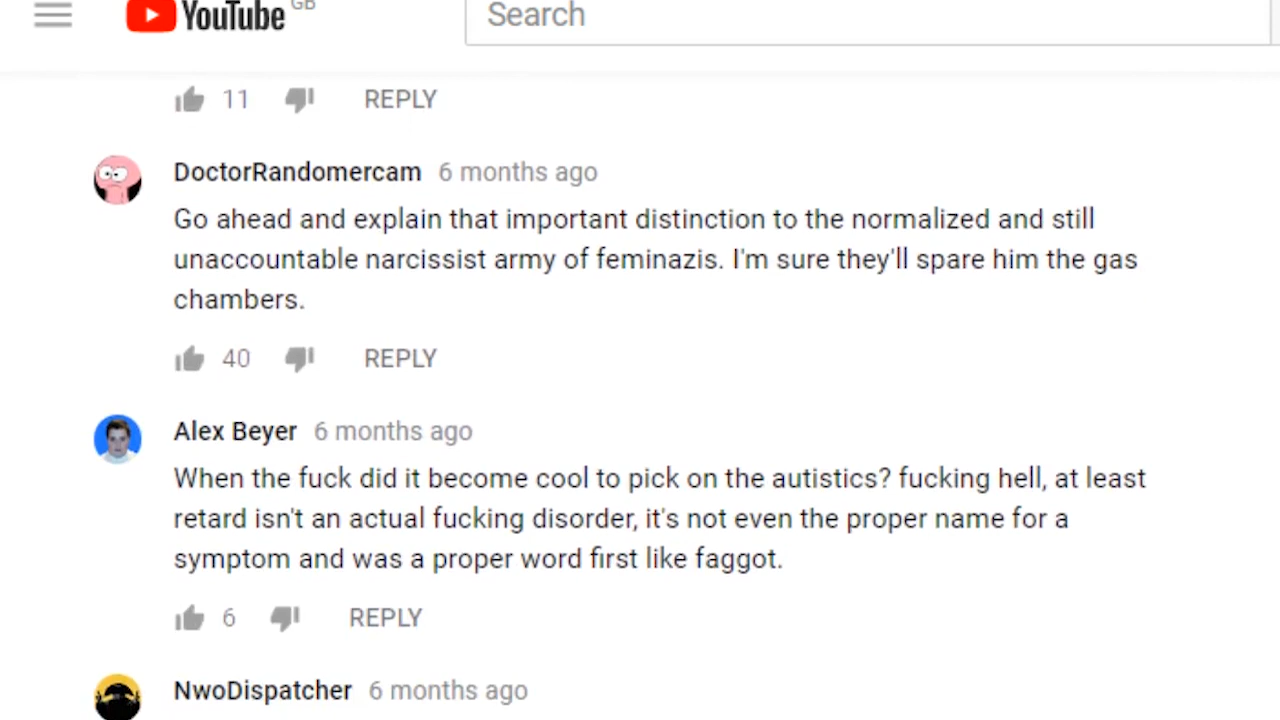 YouTube GB
Search
11 REPLY
DoctorRandomercam 6 months ago
Go ahead and explain that important distinction to the normalized and still
unaccountable narcissist army of feminazis. I'm sure they'll spare him the gas
chambers.
40 REPLY
Alex Beyer 6 months ago
When the fuck did it become cool to pick on the autistics? fucking hell, at least
retard isn't an actual fucking disorder, it's not even the proper name for a
symptom and was a proper word first like faggot.
6 REPLY
NwoDispatcher 6 months ago